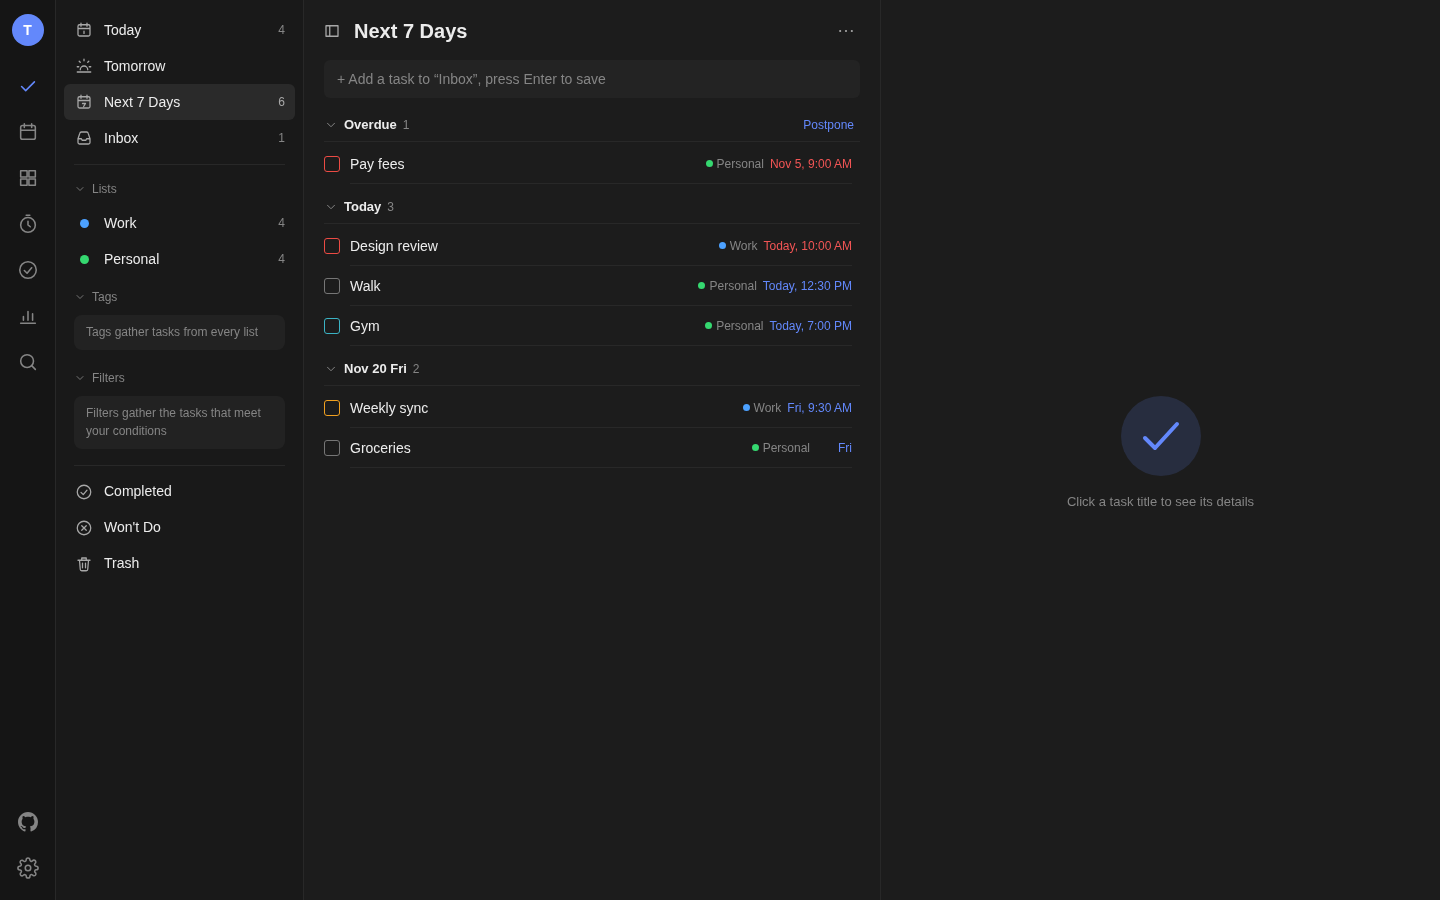 T
Today 4
Tomorrow
Next 7 Days 6
Inbox 1
Lists
Work 4
Personal 4
Tags
Tags gather tasks from every list
Filters
Filters gather the tasks that meet
your conditions
Completed
Won't Do
Trash
Next 7 Days
+ Add a task to “Inbox”, press Enter to save
Overdue 1 Postpone
Pay fees Personal Nov 5, 9:00 AM
Today 3
Design review Work Today, 10:00 AM
Walk Personal Today, 12:30 PM
Gym Personal Today, 7:00 PM
Nov 20 Fri 2
Weekly sync Work Fri, 9:30 AM
Groceries Personal Fri
Click a task title to see its details